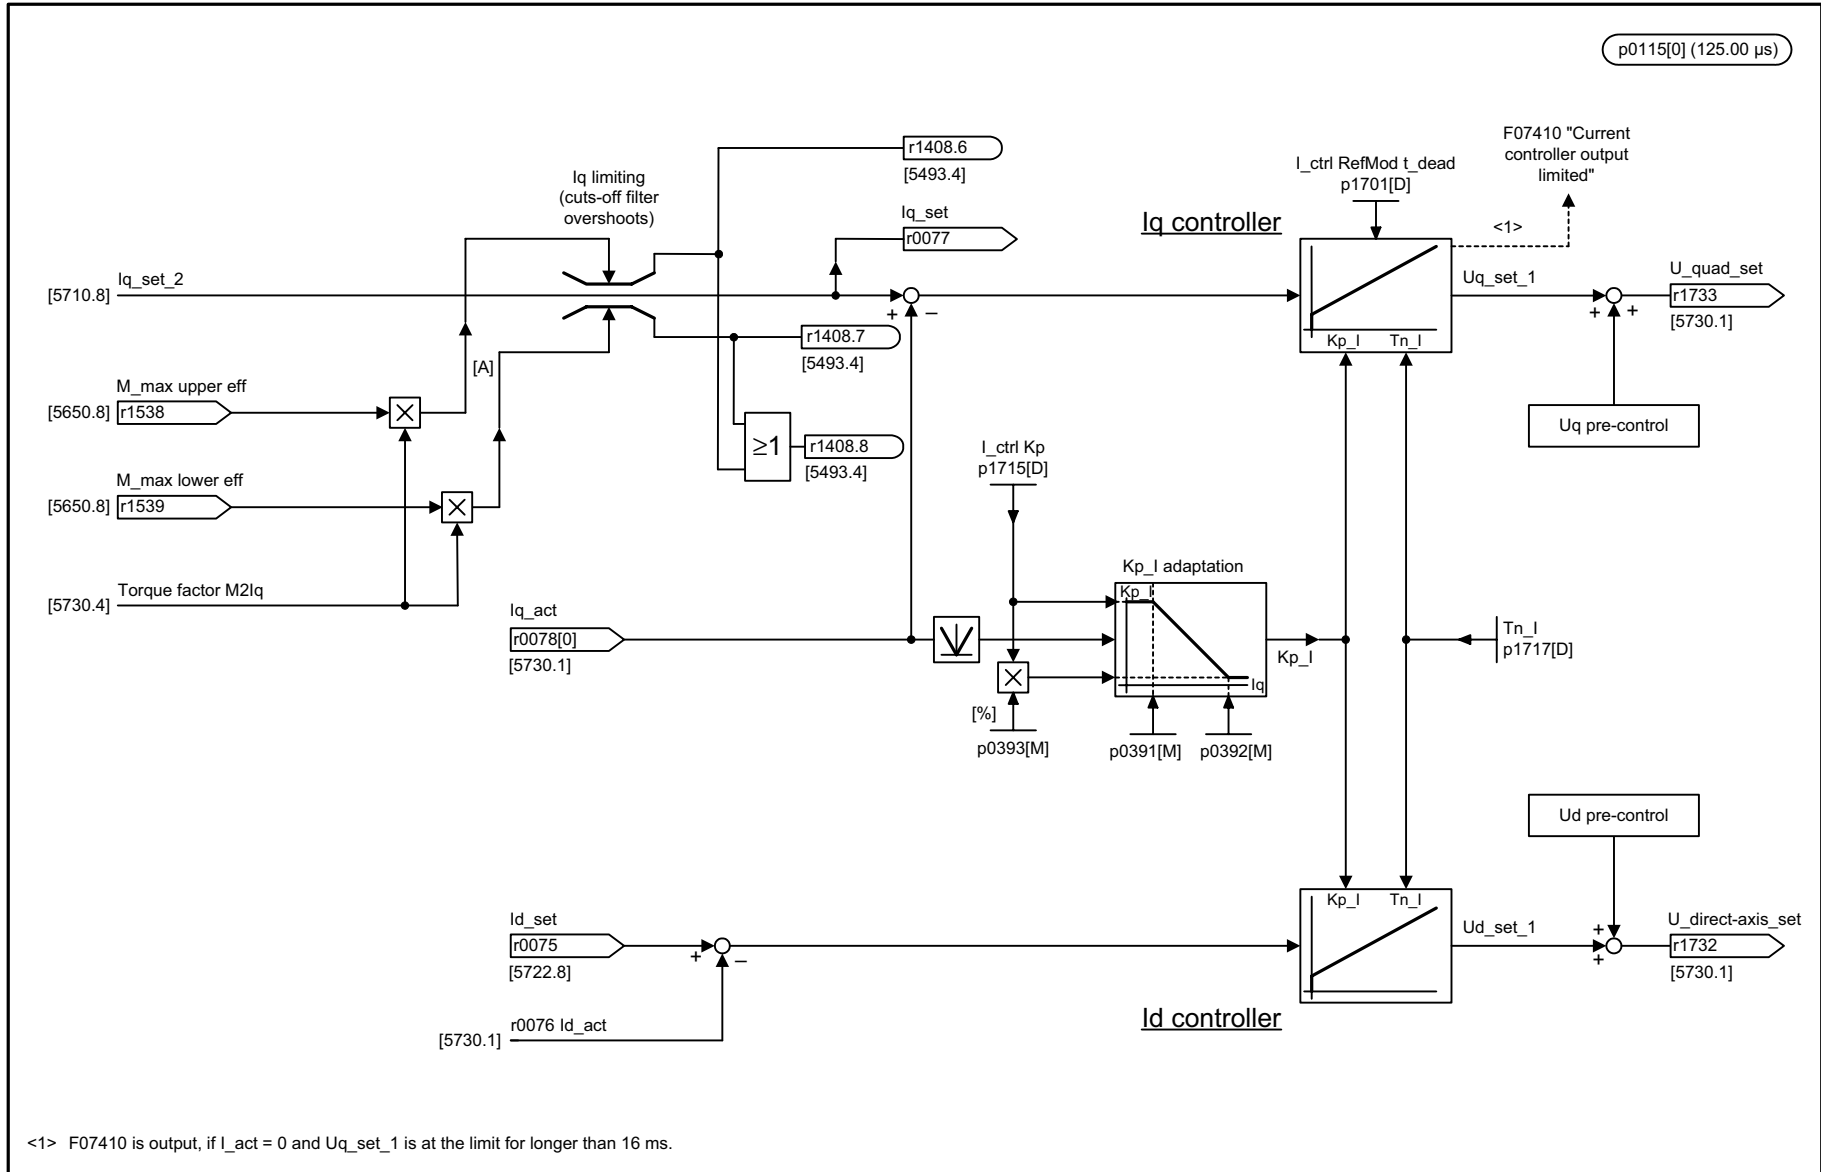 p0115[0] (125.00 µs)
F07410 "Current
controller output
limited"
<1>
r1408.6
[5493.4]
I_ctrl RefMod t_dead
p1701[D]
Iq limiting
(cuts-off filter
overshoots)
Iq_set
r0077
Iq controller
[5710.8]
Iq_set_2
+
–
Kp_I
Tn_I
Uq_set_1
+
+
U_quad_set
r1733
[5730.1]
r1408.7
[5493.4]
[A]
M_max upper eff
[5650.8]
r1538
Uq pre-control
≥1
r1408.8
[5493.4]
I_ctrl Kp
p1715[D]
M_max lower eff
[5650.8]
r1539
Torque factor M2Iq
[5730.4]
Kp_I adaptation
Kp_I
Iq
Iq_act
r0078[0]
[5730.1]
Kp_I
Tn_I
p1717[D]
[%]
p0393[M]
p0391[M]
p0392[M]
Ud pre-control
Id_set
r0075
[5722.8]
+
–
Kp_I
Tn_I
Ud_set_1
+
+
U_direct-axis_set
r1732
[5730.1]
r0076 Id_act
[5730.1]
Id controller
<1> F07410 is output, if I_act = 0 and Uq_set_1 is at the limit for longer than 16 ms.